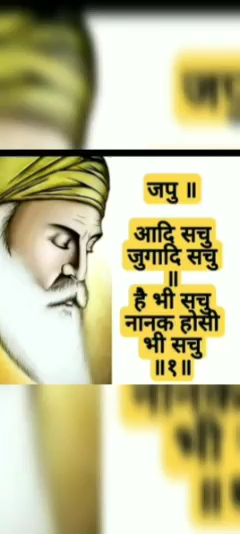 जपु ॥
आदि सचु
जुगादि सचु
॥
है भी सचु
नानक होसी
भी सचु
॥१॥